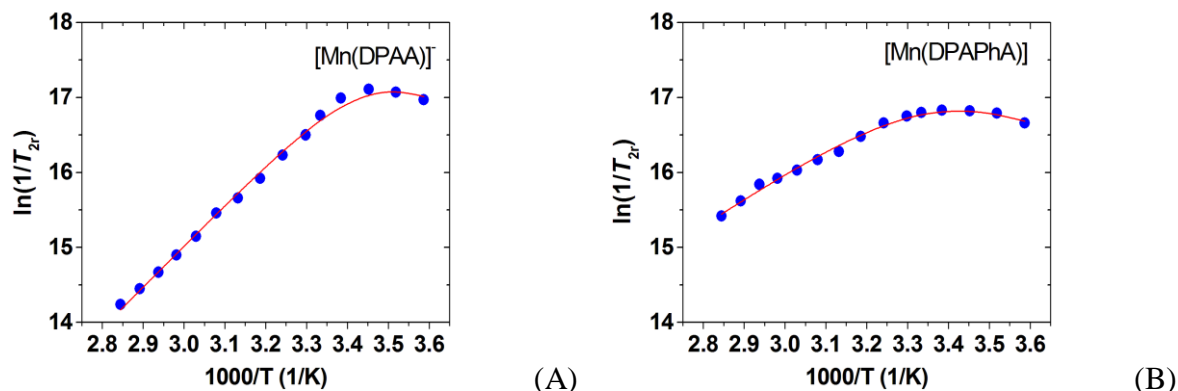 18
17
16
15
14
ln(1/T2r)
[Mn(DPAA)]-
2.8 2.9 3.0 3.1 3.2 3.3 3.4 3.5 3.6
1000/T (1/K)
(A)
18
17
16
15
14
ln(1/T2r)
[Mn(DPAPhA)]
2.8 2.9 3.0 3.1 3.2 3.3 3.4 3.5 3.6
1000/T (1/K)
(B)